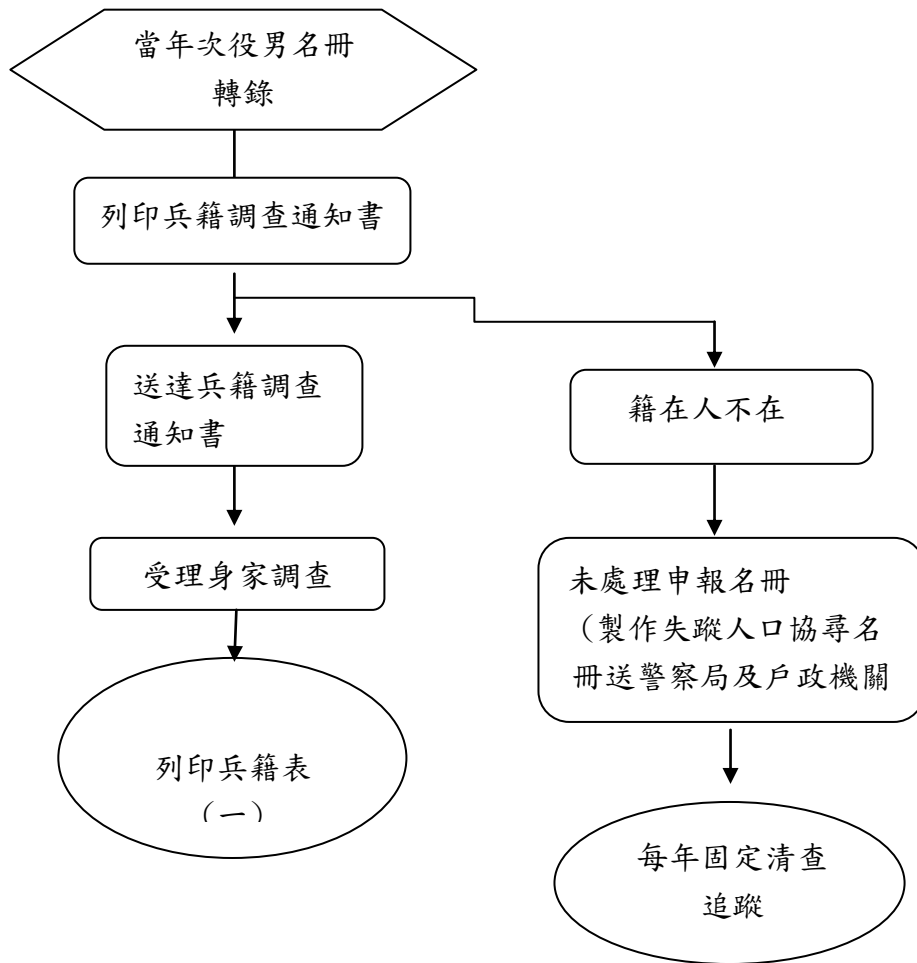 當年次役男名冊
轉錄
列印兵籍調查通知書
送達兵籍調查
通知書
籍在人不在
受理身家調查
未處理申報名冊
（製作失蹤人口協尋名
冊送警察局及戶政機關
列印兵籍表
（一）
每年固定清查
追蹤